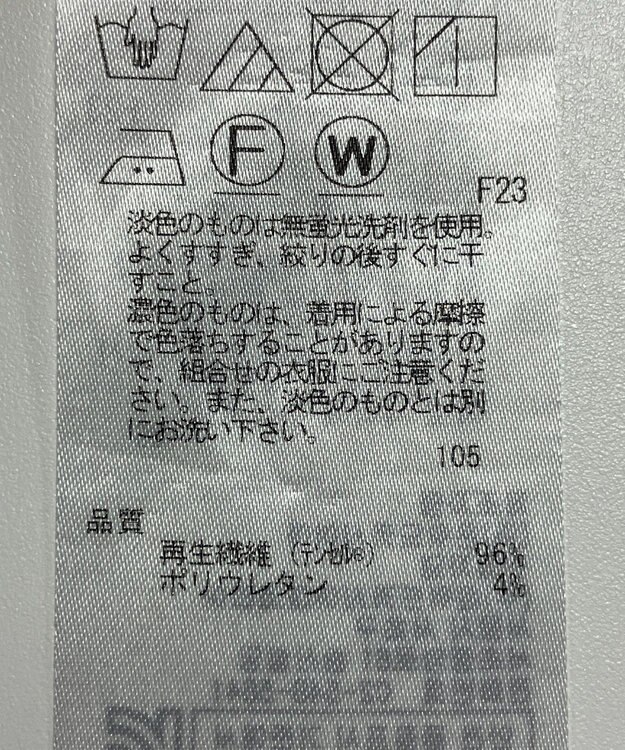 F W
F23
淡色のものは無蛍光洗剤を使用。
よくすすぎ、絞りの後すぐに干
すこと。
濃色のものは、着用による摩擦
で色落ちすることがありますの
で、組合せの衣服にご注意くだ
さい。また、淡色のものとは別
にお洗い下さい。
105
品質
再生繊維（ﾃﾝｾﾙ®） 96%
ポリウレタン 4%